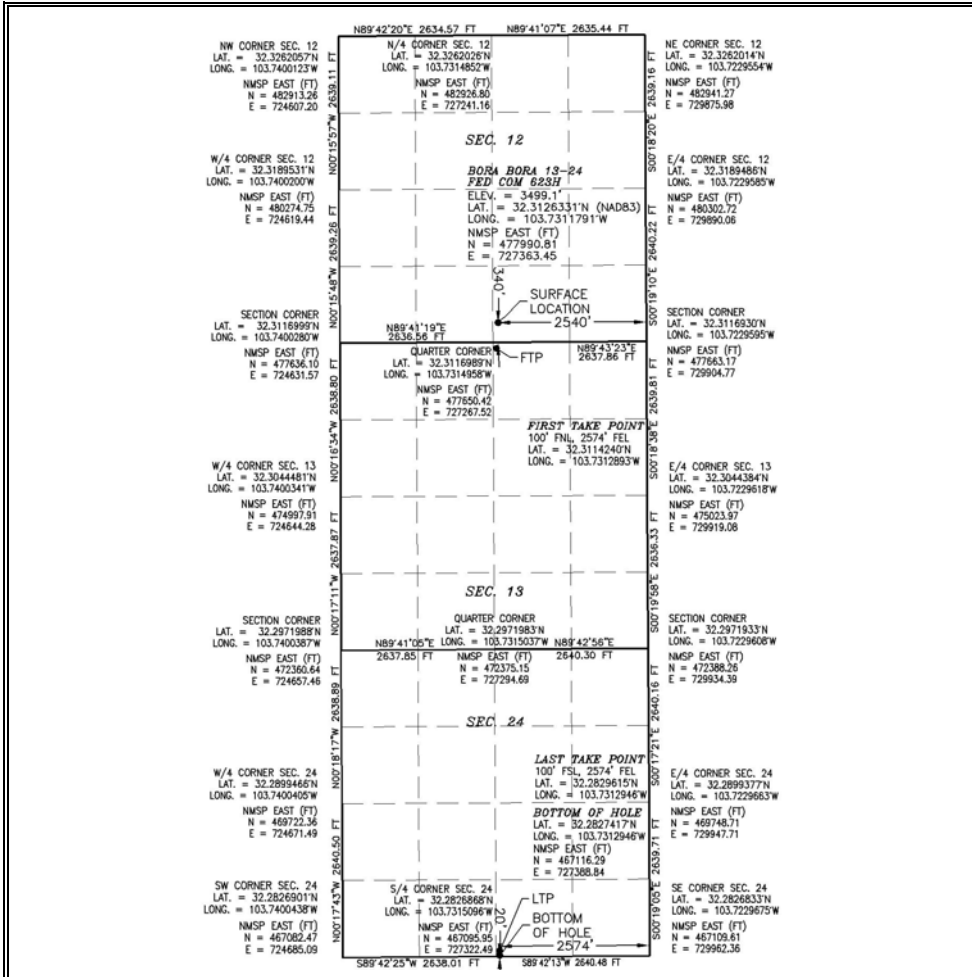 N89°42'20"E 2634.57 FT
N89°41'07"E 2635.44 FT
NW CORNER SEC. 12
LAT. = 32.3262057°N
LONG. = 103.7400123°W
NMSP EAST (FT)
N = 482913.26
E = 724607.20
N/4 CORNER SEC. 12
LAT. = 32.3262026°N
LONG. = 103.7314852°W
NMSP EAST (FT)
N = 482926.80
E = 727241.16
NE CORNER SEC. 12
LAT. = 32.3262014°N
LONG. = 103.7229554°W
NMSP EAST (FT)
N = 482941.27
E = 729875.98
N00°15'57"W 2639.11 FT
S00°18'20"E 2639.16 FT
SEC. 12
W/4 CORNER SEC. 12
LAT. = 32.3189531°N
LONG. = 103.7400200°W
NMSP EAST (FT)
N = 480274.75
E = 724619.44
BORA BORA 13-24
FED COM 623H
ELEV. = 3499.1'
LAT. = 32.3126331°N (NAD83)
LONG. = 103.7311791°W
NMSP EAST (FT)
N = 477990.81
E = 727363.45
E/4 CORNER SEC. 12
LAT. = 32.3189486°N
LONG. = 103.7229585°W
NMSP EAST (FT)
N = 480302.72
E = 729890.06
N00°15'48"W 2639.26 FT
S00°19'10"E 2640.22 FT
340'
SURFACE
LOCATION
2540'
SECTION CORNER
LAT. = 32.3116999°N
LONG. = 103.7400280°W
NMSP EAST (FT)
N = 477636.10
E = 724631.57
N89°41'19"E
2636.56 FT
QUARTER CORNER
LAT. = 32.3116989°N
LONG. = 103.7314958°W
NMSP EAST (FT)
N = 477650.42
E = 727267.52
FTP
N89°43'23"E
2637.86 FT
SECTION CORNER
LAT. = 32.3116930°N
LONG. = 103.7229595°W
NMSP EAST (FT)
N = 477663.17
E = 729904.77
N00°16'34"W 2638.80 FT
S00°18'38"E 2639.81 FT
FIRST TAKE POINT
100' FNL, 2574' FEL
LAT. = 32.3114240°N
LONG. = 103.7312893°W
W/4 CORNER SEC. 13
LAT. = 32.3044481°N
LONG. = 103.7400341°W
NMSP EAST (FT)
N = 474997.91
E = 724644.28
E/4 CORNER SEC. 13
LAT. = 32.3044384°N
LONG. = 103.7229618°W
NMSP EAST (FT)
N = 475023.97
E = 729919.08
N00°17'11"W 2637.87 FT
S00°19'58"E 2636.33 FT
SEC. 13
SECTION CORNER
LAT. = 32.2971988°N
LONG. = 103.7400387°W
NMSP EAST (FT)
N = 472360.64
E = 724657.46
N89°41'05"E
2637.85 FT
QUARTER CORNER
LAT. = 32.2971983°N
LONG. = 103.7315037°W
NMSP EAST (FT)
N = 472375.15
E = 727294.69
N89°42'56"E
2640.30 FT
SECTION CORNER
LAT. = 32.2971933°N
LONG. = 103.7229608°W
NMSP EAST (FT)
N = 472388.26
E = 729934.39
N00°18'17"W 2638.89 FT
S00°17'21"E 2640.16 FT
SEC. 24
W/4 CORNER SEC. 24
LAT. = 32.2899466°N
LONG. = 103.7400405°W
NMSP EAST (FT)
N = 469722.36
E = 724671.49
LAST TAKE POINT
100' FSL, 2574' FEL
LAT. = 32.2829615°N
LONG. = 103.7312946°W
BOTTOM OF HOLE
LAT. = 32.2827417°N
LONG. = 103.7312946°W
NMSP EAST (FT)
N = 467116.29
E = 727388.84
E/4 CORNER SEC. 24
LAT. = 32.2899377°N
LONG. = 103.7229663°W
NMSP EAST (FT)
N = 469748.71
E = 729947.71
N00°17'43"W 2640.50 FT
S00°19'05"E 2639.71 FT
SW CORNER SEC. 24
LAT. = 32.2826901°N
LONG. = 103.7400438°W
NMSP EAST (FT)
N = 467082.47
E = 724685.09
S/4 CORNER SEC. 24
LAT. = 32.2826868°N
LONG. = 103.7315096°W
NMSP EAST (FT)
N = 467095.95
E = 727322.49
20'
LTP
BOTTOM
OF HOLE
2574'
SE CORNER SEC. 24
LAT. = 32.2826833°N
LONG. = 103.7229675°W
NMSP EAST (FT)
N = 467109.61
E = 729962.36
S89°42'25"W 2638.01 FT
S89°42'13"W 2640.48 FT